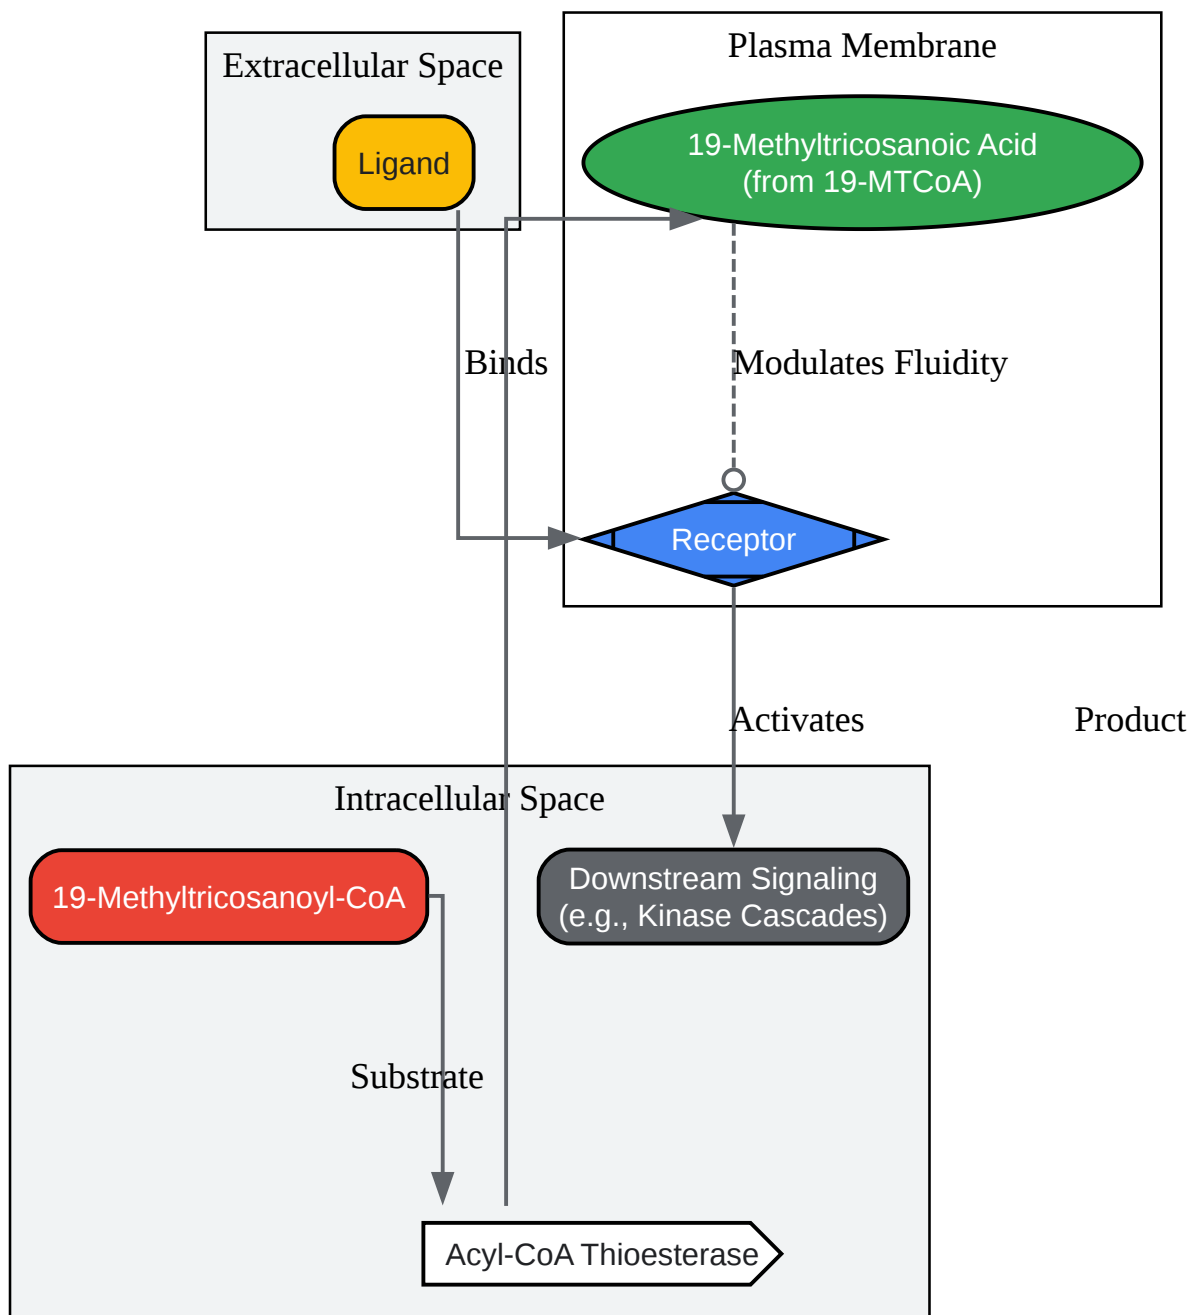 Plasma Membrane
Extracellular Space
19-Methyltricosanoic Acid
(from 19-MTCoA)
Ligand
Binds
Modulates Fluidity
Receptor
Activates
Product
Intracellular Space
19-Methyltricosanoyl-CoA
Downstream Signaling
(e.g., Kinase Cascades)
Substrate
Acyl-CoA Thioesterase